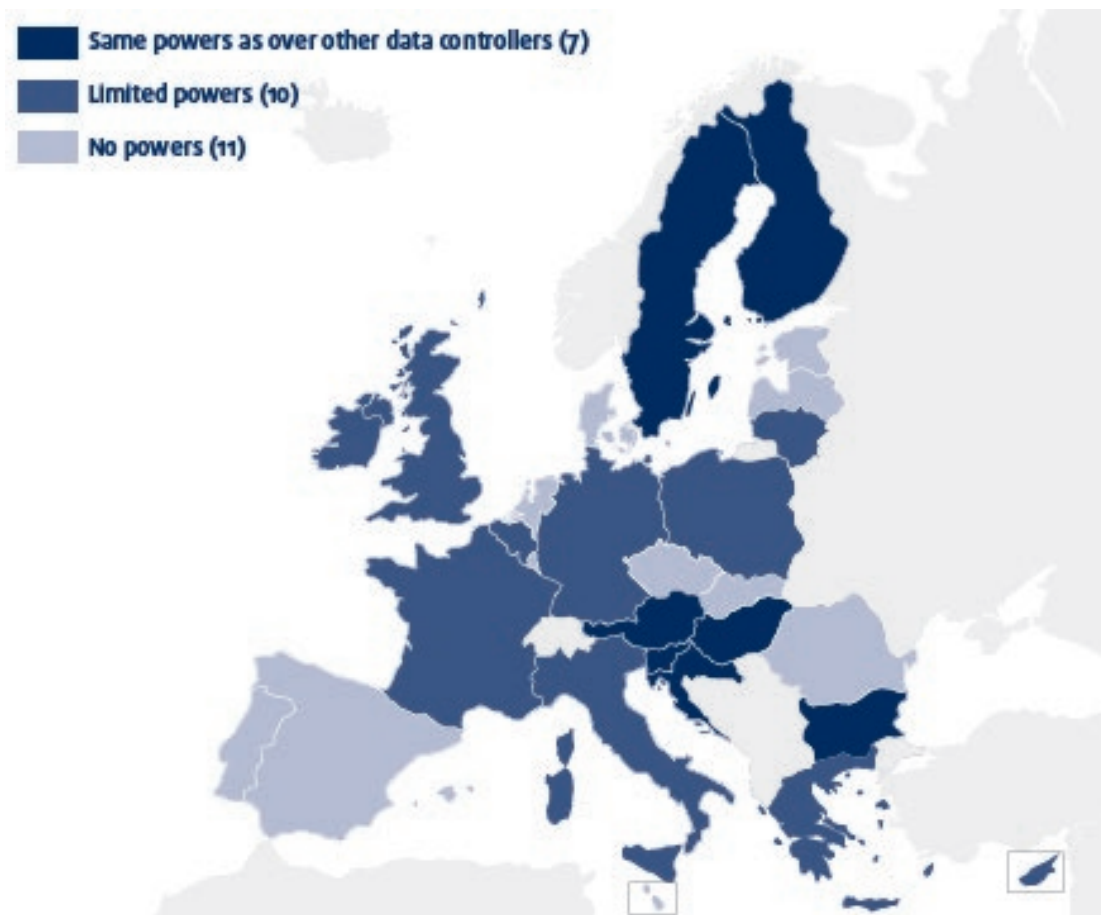 Same powers as over other data controllers (7)
Limited powers (10)
No powers (11)